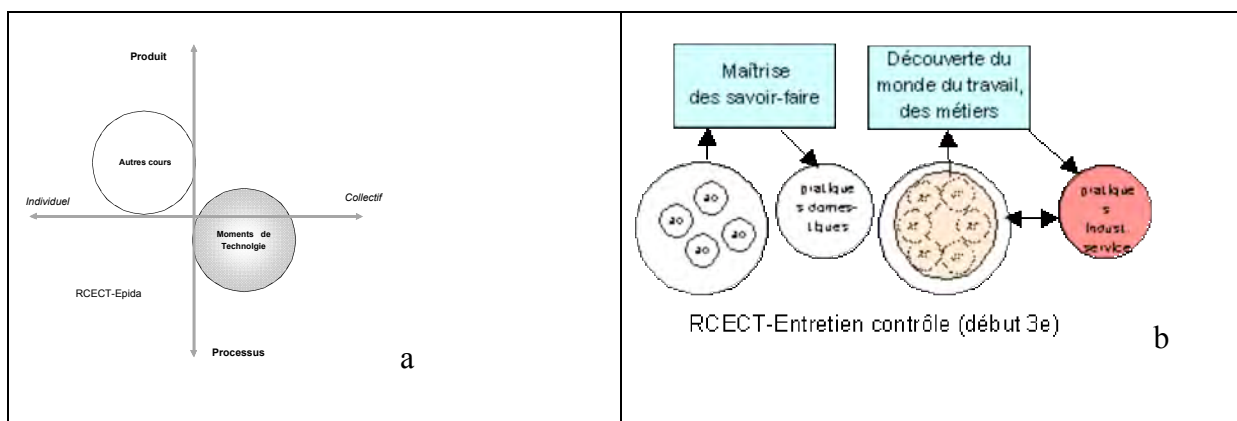 Produit
Autres cours
Individuel
Collectif
Moments de
Technolgie
RCECT-Epida
Processus
a
Maîtrise
des savoir-faire
Découverte du
monde du travail,
des métiers
ao
ao
ao
ao
pratique
s domes-
tiques
pratique
s
indust.
service
RCECT-Entretien contrôle (début 3e)
b